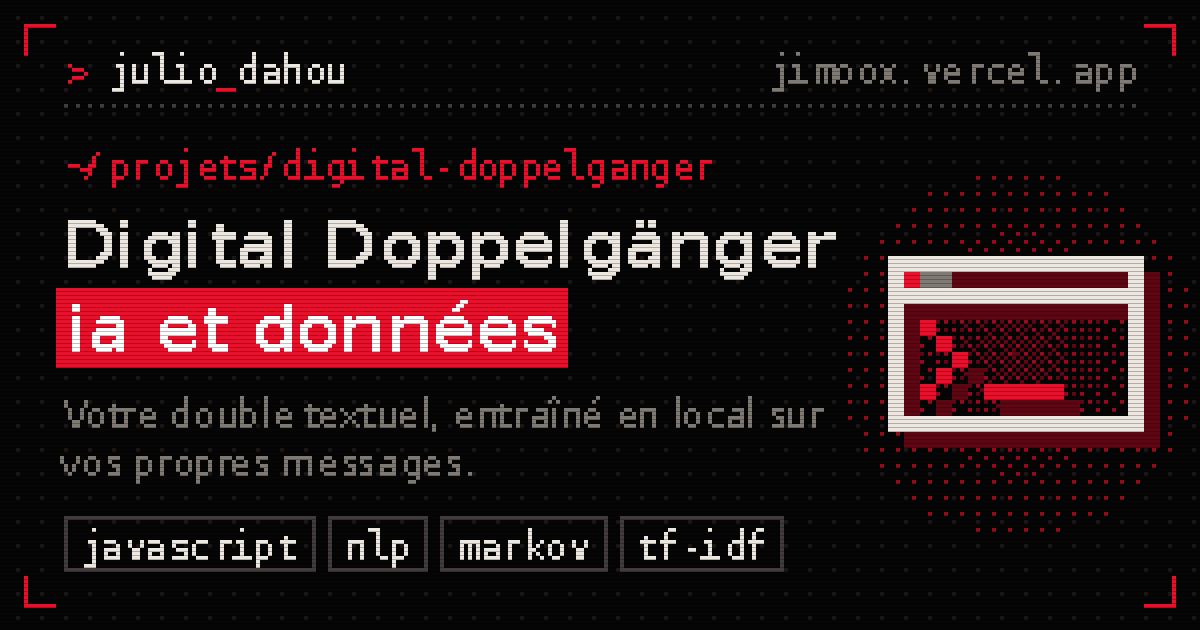 > julio_dahou
jimoox.vercel.app
~/projets/digital-doppelganger
Digital Doppelgänger
ia et données
Votre double textuel, entraîné en local sur
vos propres messages.
javascript
nlp
markov
tf-idf